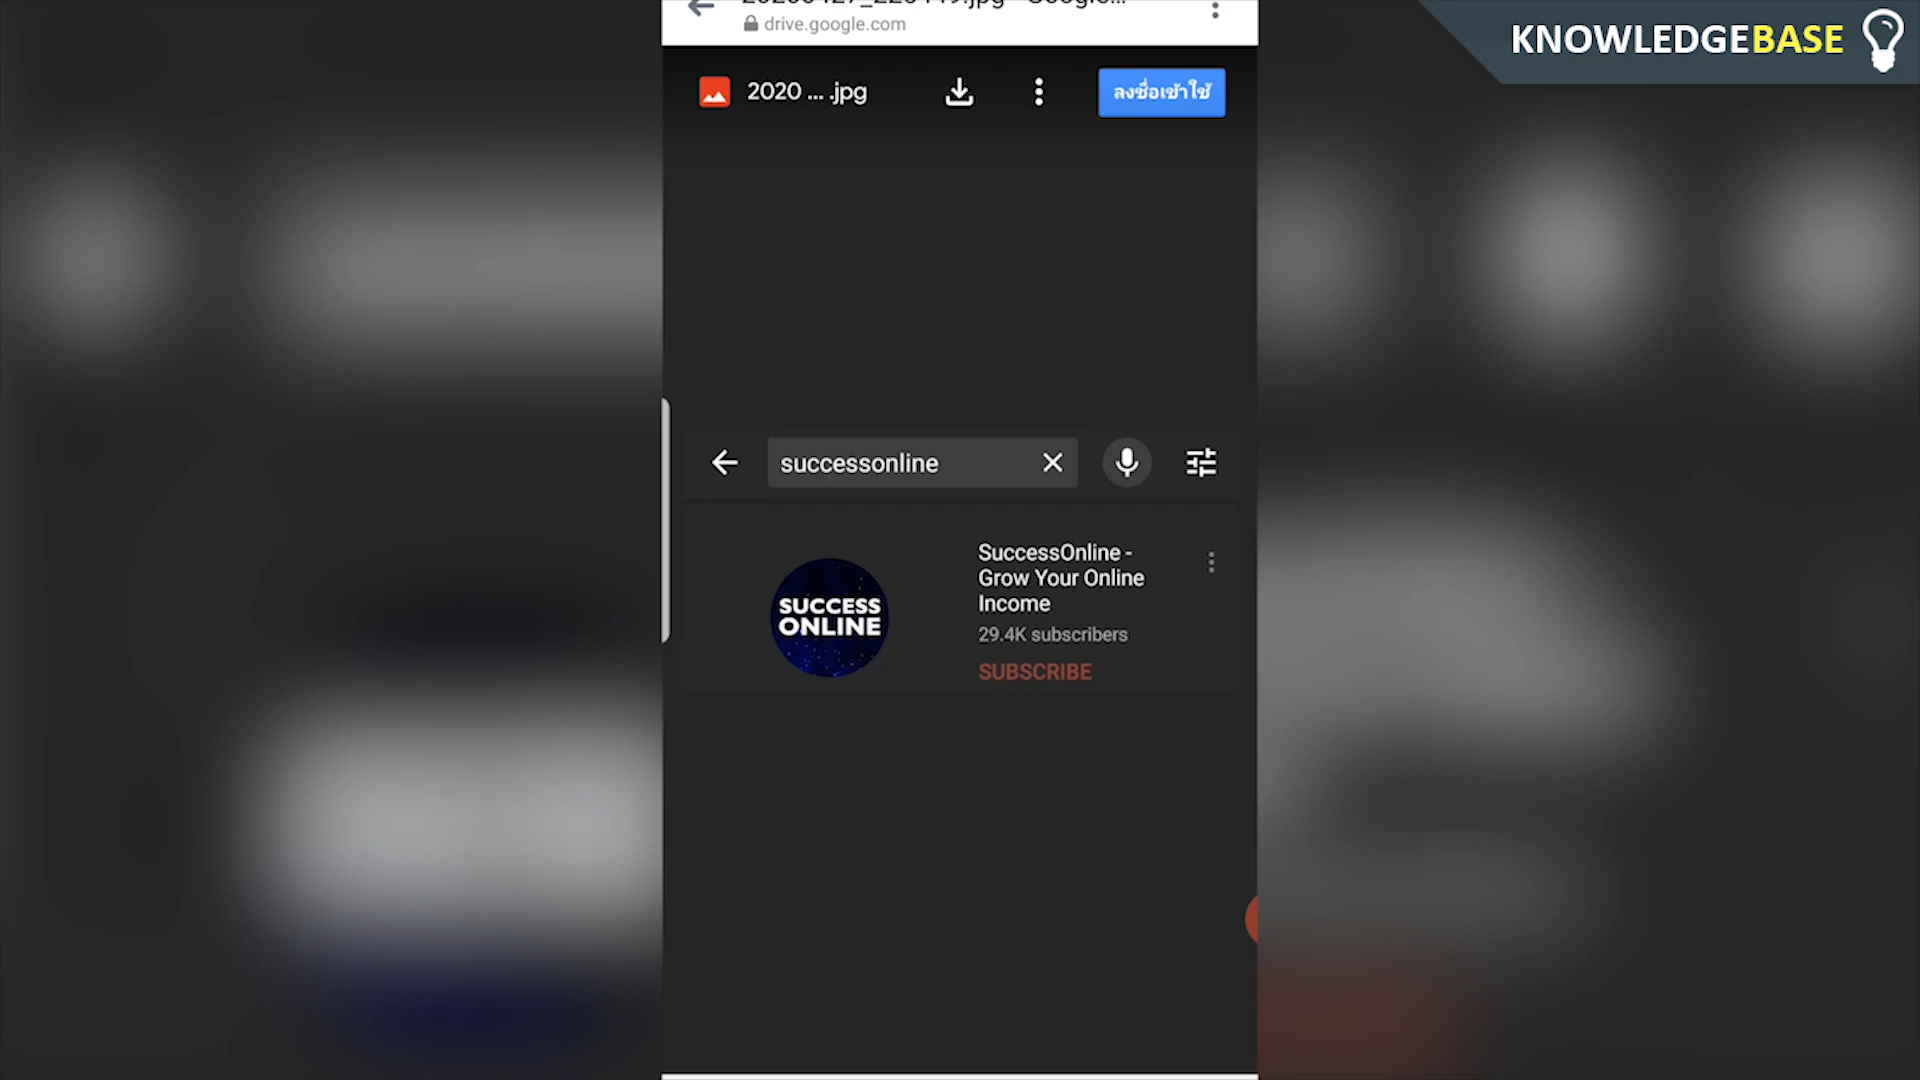 KNOWLEDGEBASE
drive.google.com
2020 ... .jpg
ลงชื่อเข้าใช้
successonline
SuccessOnline -
Grow Your Online
Income
29.4K subscribers
SUBSCRIBE
SUCCESS
ONLINE